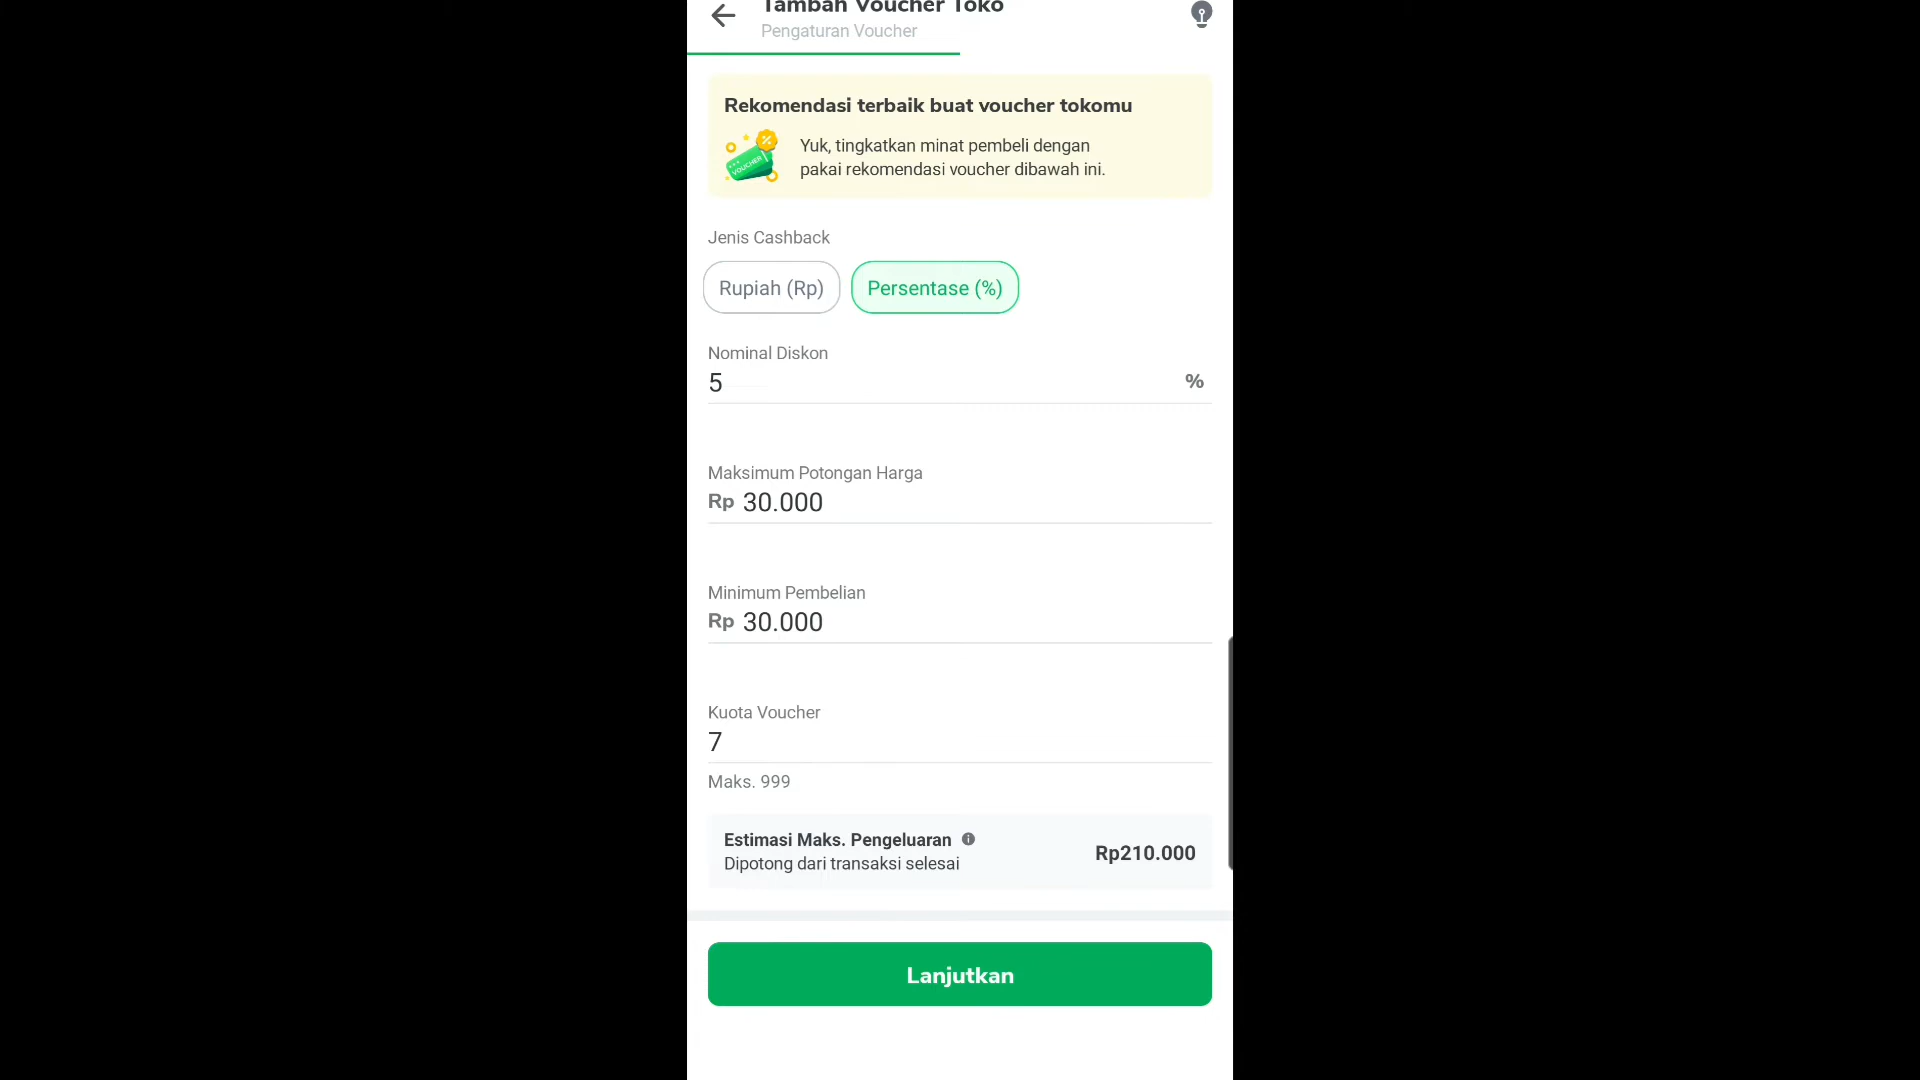 Tambah Voucher Toko
Pengaturan Voucher
Rekomendasi terbaik buat voucher tokomu
VOUCHER
%
Yuk, tingkatkan minat pembeli dengan
pakai rekomendasi voucher dibawah ini.
Jenis Cashback
Rupiah (Rp)
Persentase (%)
Nominal Diskon
5 %
Maksimum Potongan Harga
Rp 30.000
Minimum Pembelian
Rp 30.000
Kuota Voucher
7
Maks. 999
Estimasi Maks. Pengeluaran
Dipotong dari transaksi selesai
Rp210.000
Lanjutkan